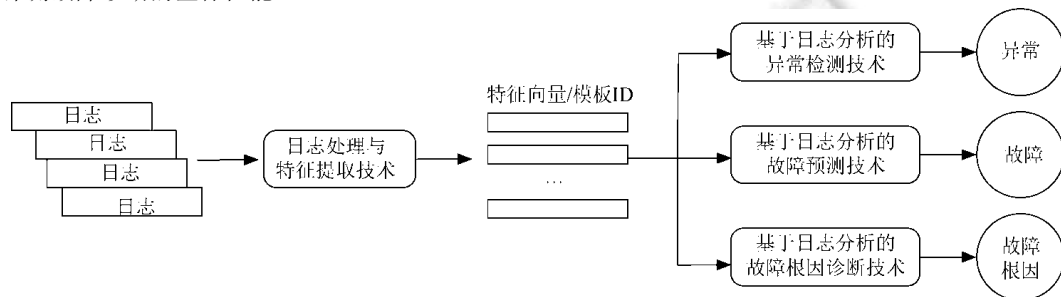 日志
日志
日志
日志
日志处理与
特征提取技术
特征向量/模板ID
...
基于日志分析的
异常检测技术
异常
基于日志分析的
故障预测技术
故障
基于日志分析的
故障根因诊断技术
故障
根因